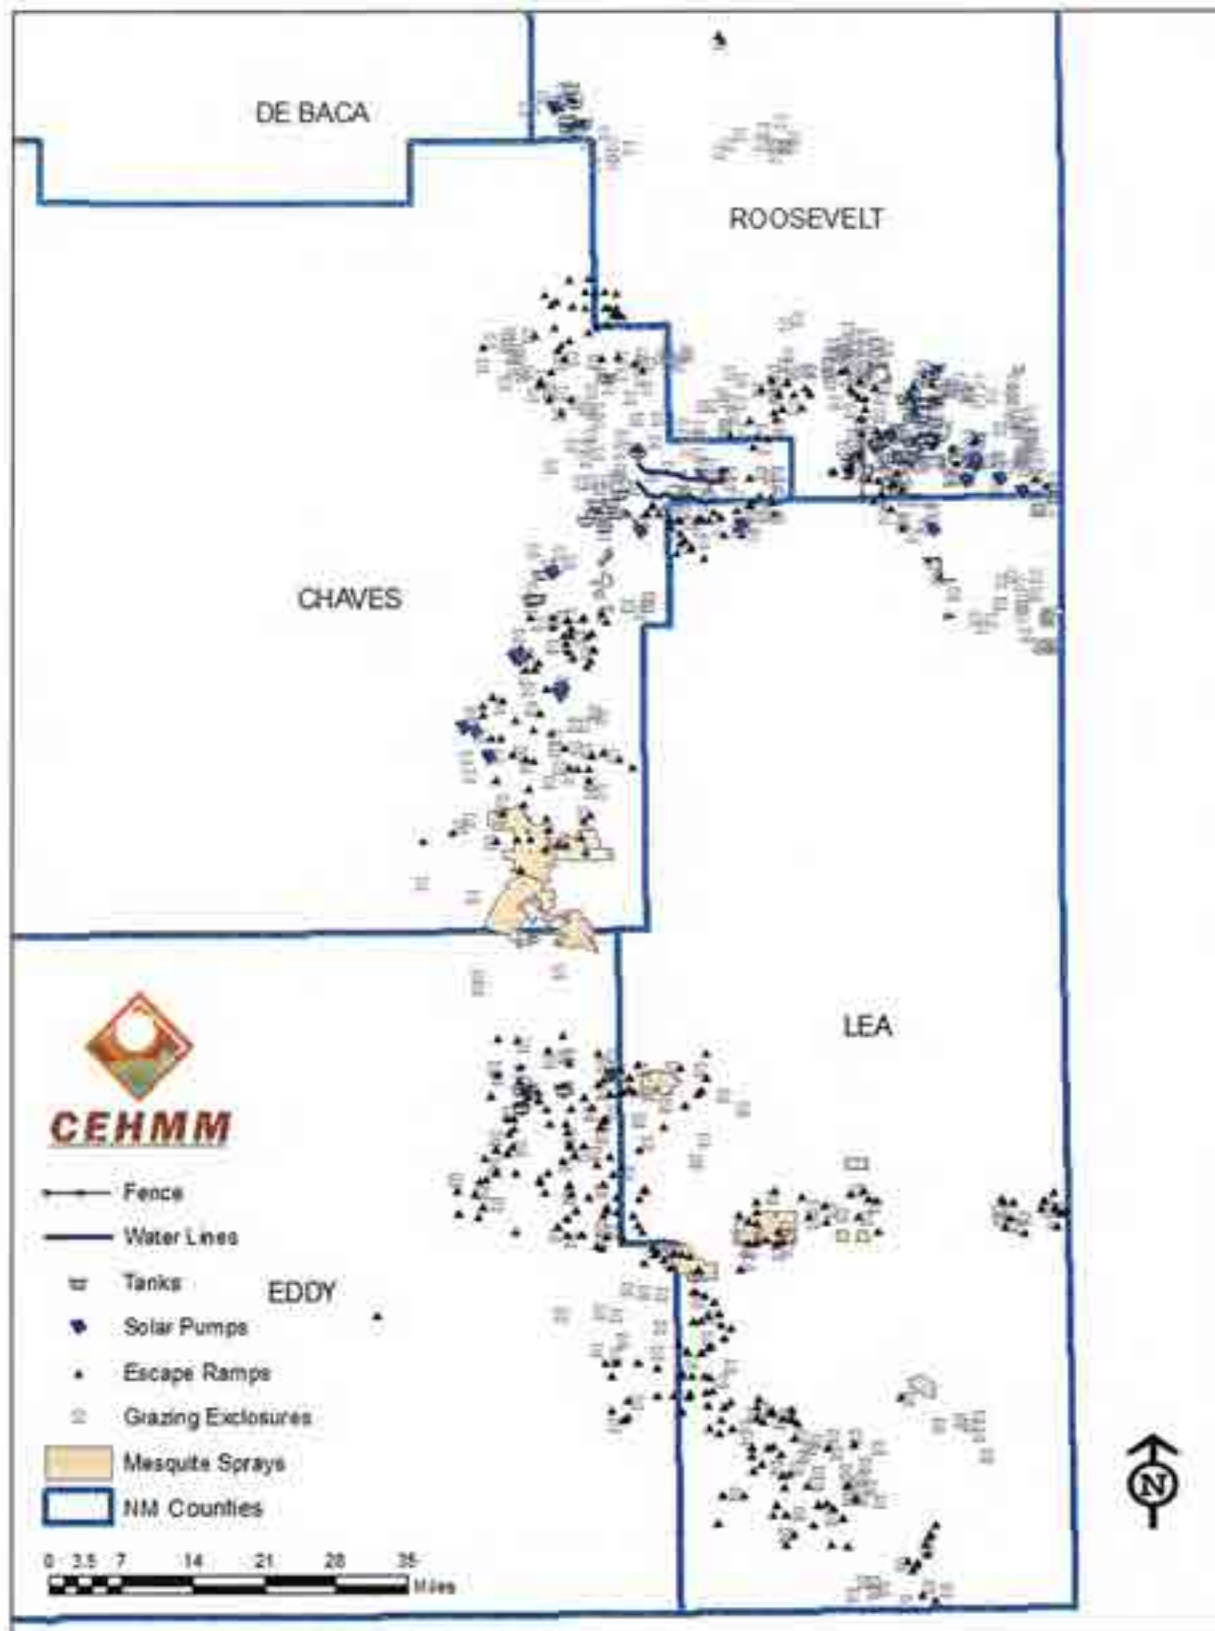 DE BACA
ROOSEVELT
CHAVES
LEA
CEHMM
Fence
Water Lines
Tanks
EDDY
Solar Pumps
Escape Ramps
Grazing Exclosures
Mesquite Sprays
NM Counties
0 3.5 7 14 21 28 35
Miles
N